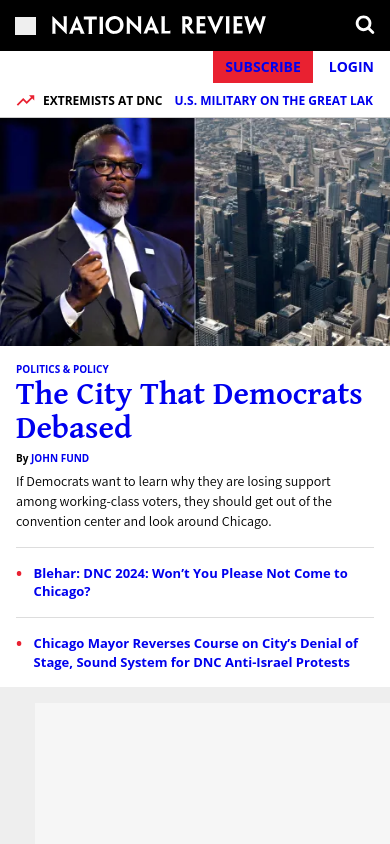 NATIONAL REVIEW
SUBSCRIBE
LOGIN
EXTREMISTS AT DNC
U.S. MILITARY ON THE GREAT LAK
POLITICS & POLICY
The City That Democrats
Debased
By JOHN FUND
If Democrats want to learn why they are losing support
among working-class voters, they should get out of the
convention center and look around Chicago.
Blehar: DNC 2024: Won’t You Please Not Come to
Chicago?
Chicago Mayor Reverses Course on City’s Denial of
Stage, Sound System for DNC Anti-Israel Protests